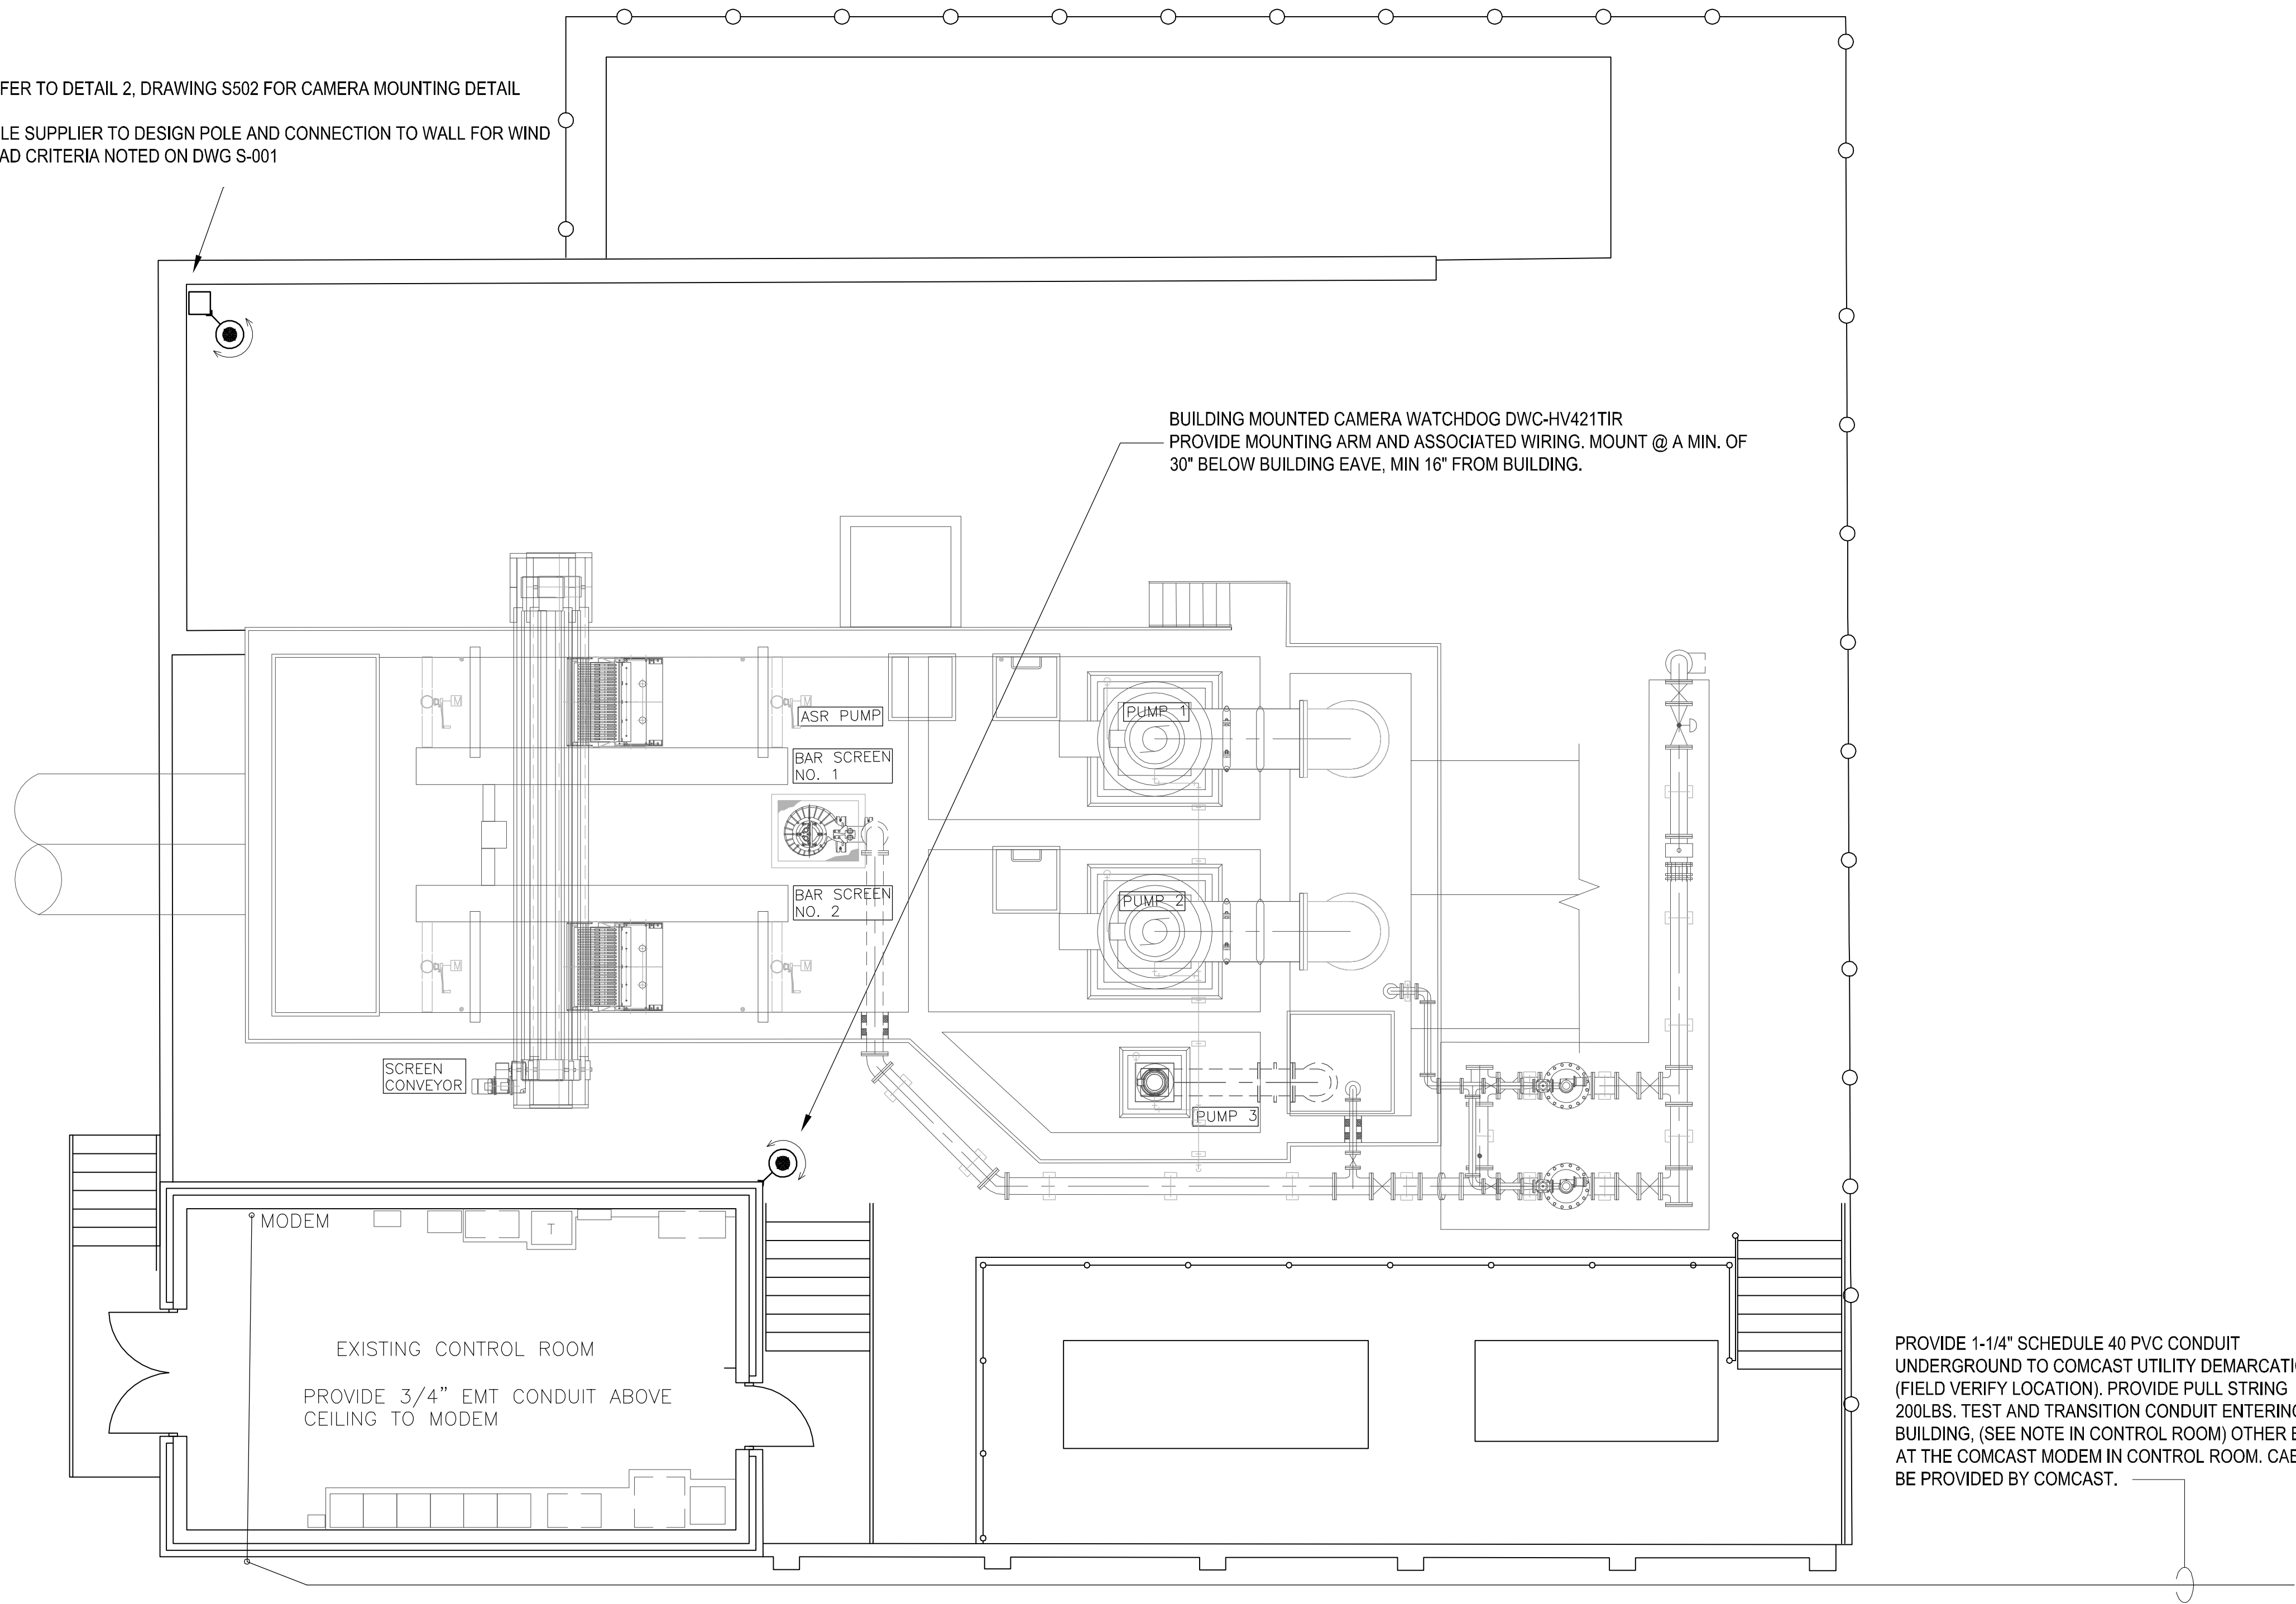 FER TO DETAIL 2, DRAWING S502 FOR CAMERA MOUNTING DETAIL
LE SUPPLIER TO DESIGN POLE AND CONNECTION TO WALL FOR WIND
AD CRITERIA NOTED ON DWG S-001
BUILDING MOUNTED CAMERA WATCHDOG DWC-HV421TIR
PROVIDE MOUNTING ARM AND ASSOCIATED WIRING. MOUNT @ A MIN. OF
30" BELOW BUILDING EAVE, MIN 16" FROM BUILDING.
M
M
ASR PUMP
PUMP 1
BAR SCREEN
NO. 1
BAR SCREEN
NO. 2
PUMP 2
M
M
SCREEN
CONVEYOR
PUMP 3
MODEM
T
EXISTING CONTROL ROOM
PROVIDE 3/4" EMT CONDUIT ABOVE
CEILING TO MODEM
PROVIDE 1-1/4" SCHEDULE 40 PVC CONDUIT
UNDERGROUND TO COMCAST UTILITY DEMARCATI
(FIELD VERIFY LOCATION). PROVIDE PULL STRING
200LBS. TEST AND TRANSITION CONDUIT ENTERING
BUILDING, (SEE NOTE IN CONTROL ROOM) OTHER E
AT THE COMCAST MODEM IN CONTROL ROOM. CAB
BE PROVIDED BY COMCAST.